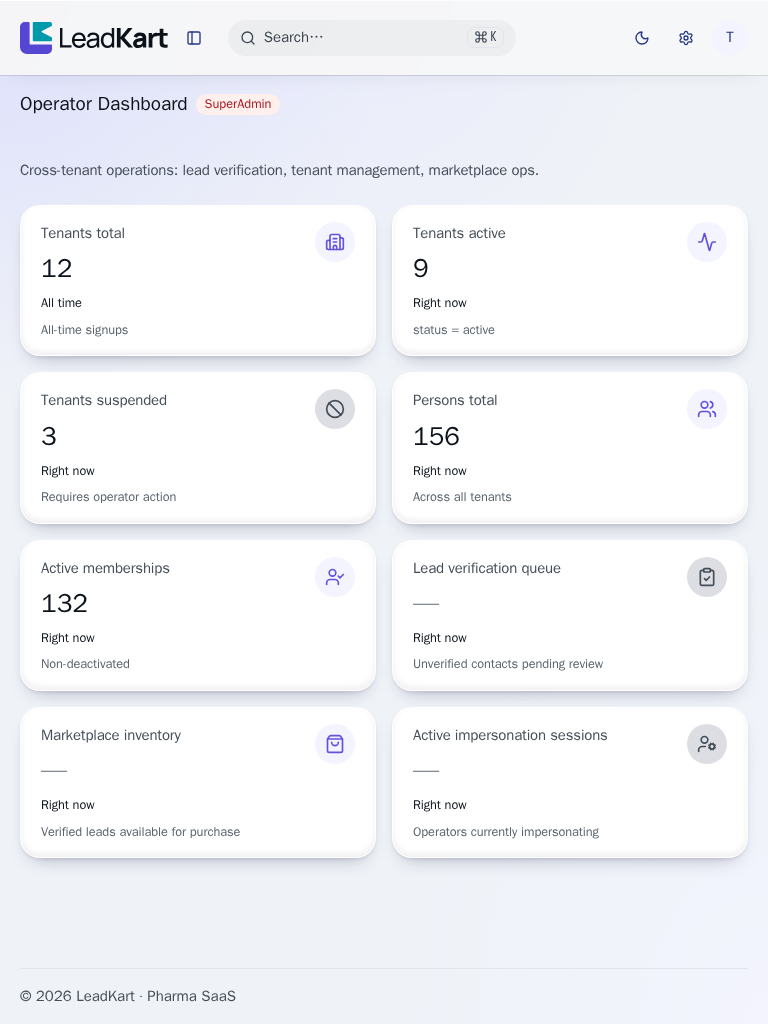 LeadKart
Search⋯
⌘ K
T
Operator Dashboard
SuperAdmin
Cross-tenant operations: lead verification, tenant management, marketplace ops.
Tenants total
12
All time
All-time signups
Tenants active
9
Right now
status = active
Tenants suspended
3
Right now
Requires operator action
Persons total
156
Right now
Across all tenants
Active memberships
132
Right now
Non-deactivated
Lead verification queue
—
Right now
Unverified contacts pending review
Marketplace inventory
—
Right now
Verified leads available for purchase
Active impersonation sessions
—
Right now
Operators currently impersonating
© 2026 LeadKart · Pharma SaaS